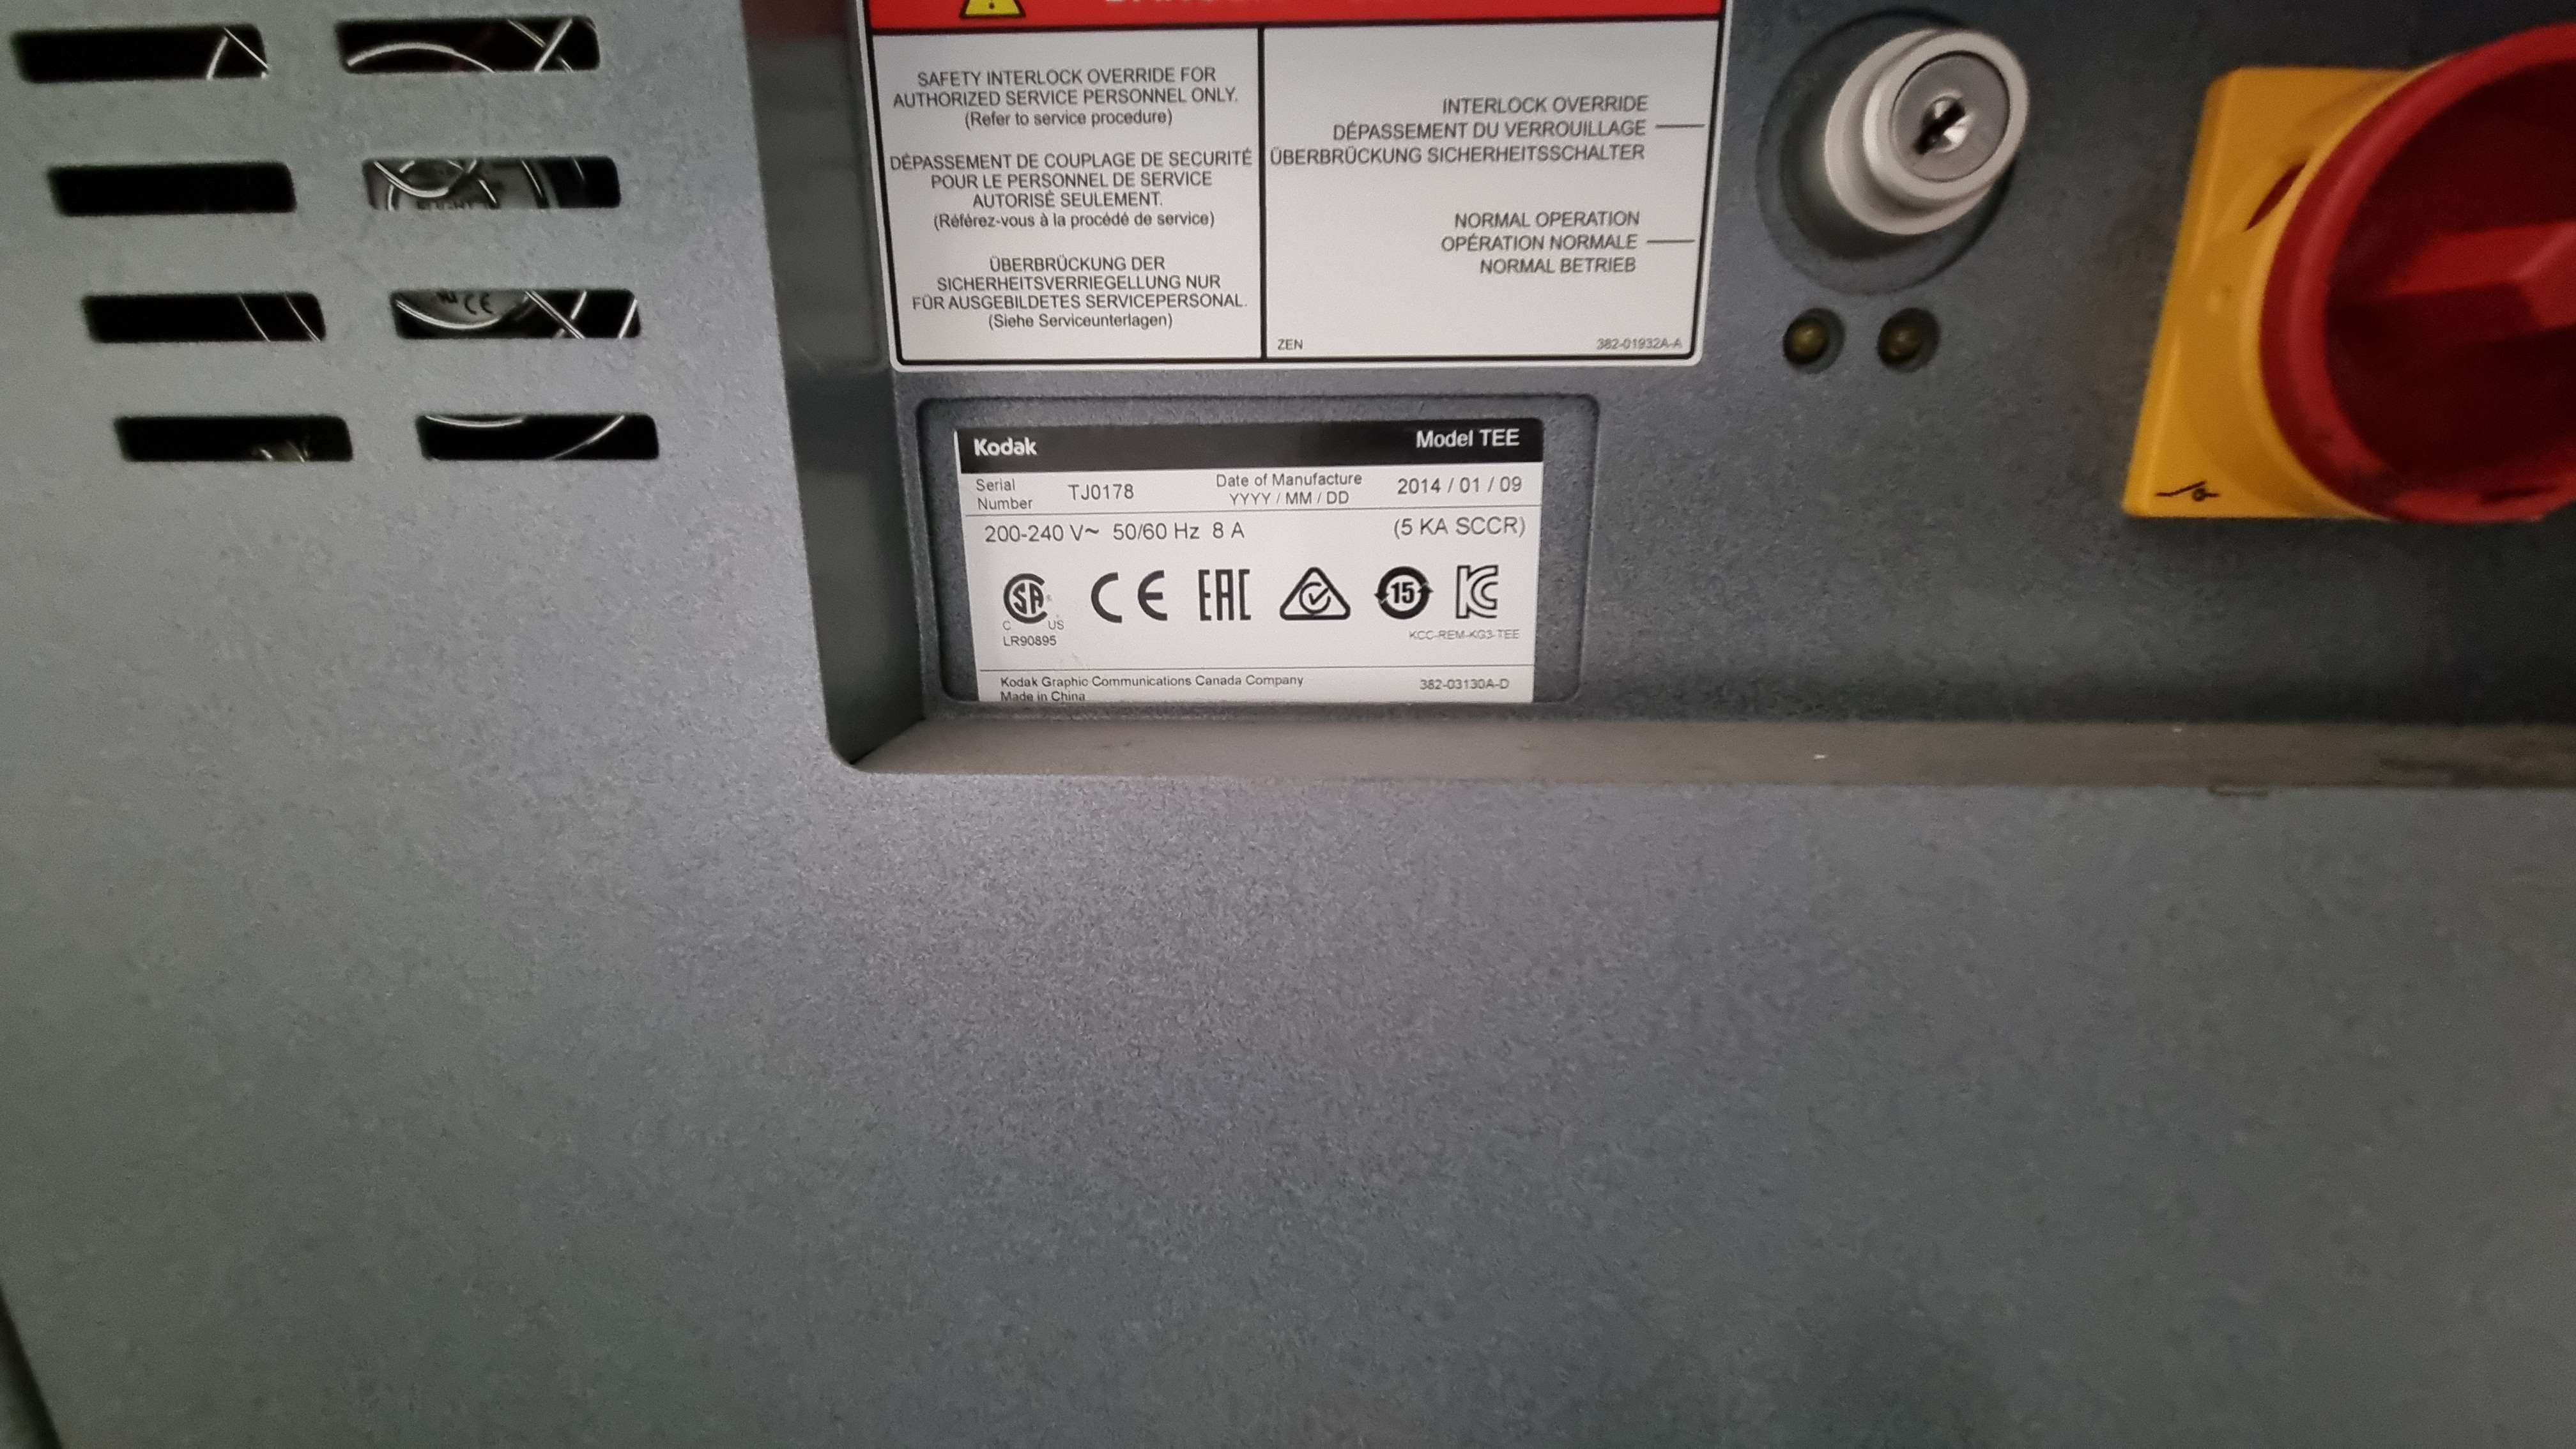 SAFETY INTERLOCK OVERRIDE FOR
AUTHORIZED SERVICE PERSONNEL ONLY.
(Refer to service procedure)
DÉPASSEMENT DE COUPLAGE DE SECURITÉ
POUR LE PERSONNEL DE SERVICE
AUTORISÉ SEULEMENT.
(Référez-vous à la procédé de service)
ÜBERBRÜCKUNG DER
SICHERHEITSVERRIEGELLUNG NUR
FÜR AUSGEBILDETES SERVICEPERSONAL.
(Siehe Serviceunterlagen)
INTERLOCK OVERRIDE
DÉPASSEMENT DU VERROUILLAGE
ÜBERBRÜCKUNG SICHERHEITSSCHALTER
NORMAL OPERATION
OPÉRATION NORMALE
NORMAL BETRIEB
ZEN 382-01932A-A
Kodak Model TEE
Serial Number TJ0178 Date of Manufacture YYYY / MM / DD 2014 / 01 / 09
200-240 V~ 50/60 Hz 8 A (5 KA SCCR)
SA CE EAC 15 KC
C US
LR90895 KCC-REM-KG3-TEE
Kodak Graphic Communications Canada Company 382-03130A-D
Made in China